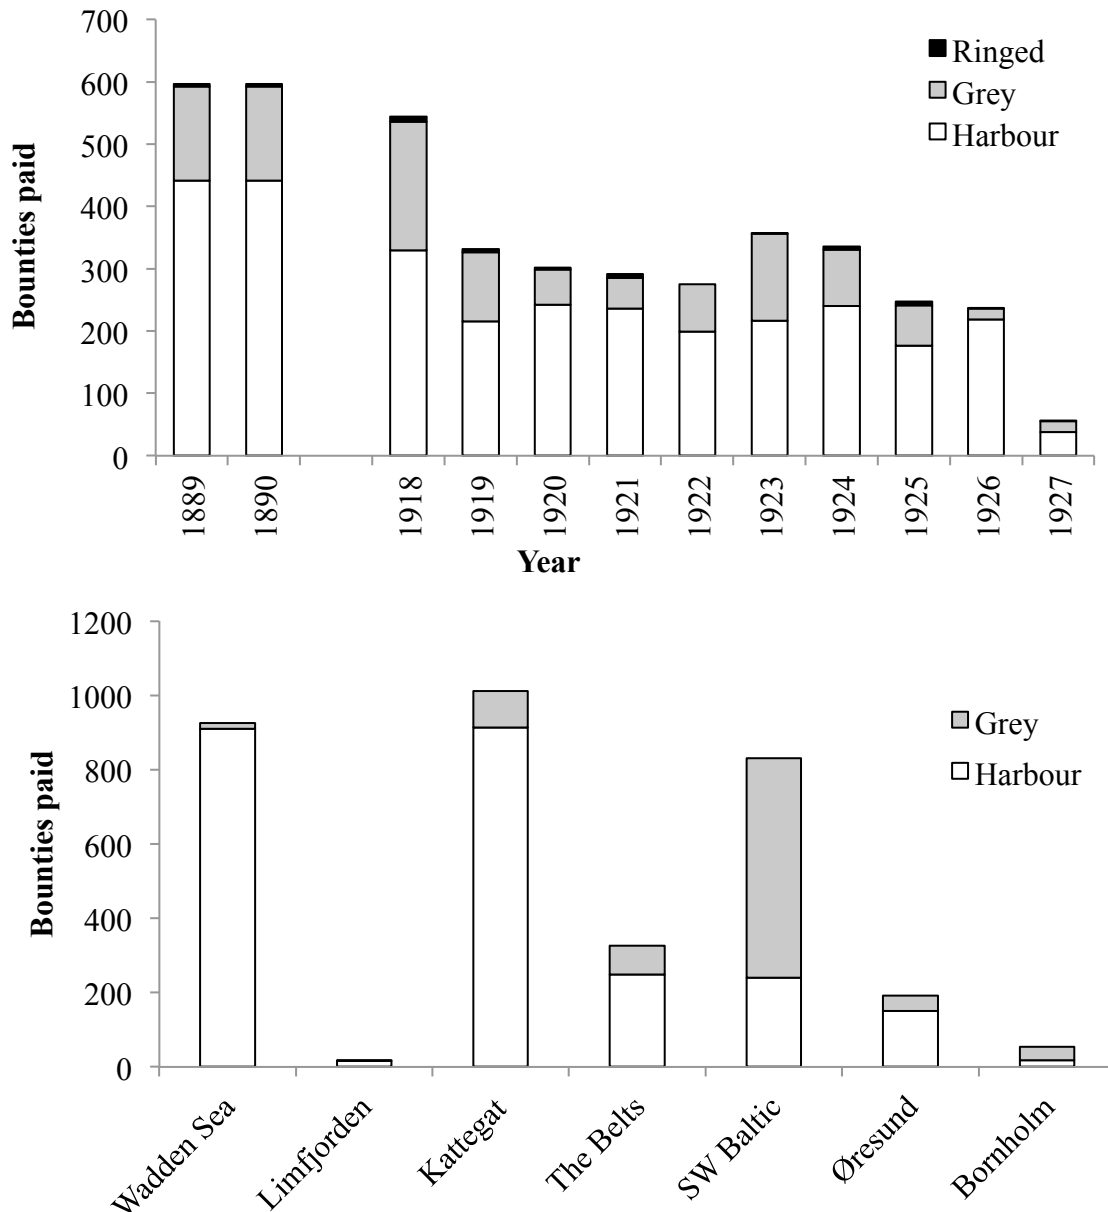 700
600
500
400
300
200
100
0
Bounties paid
Ringed
Grey
Harbour
1889 1890 1918 1919 1920 1921 1922 1923 1924 1925 1926 1927
Year
1200
1000
800
600
400
200
0
Bounties paid
Grey
Harbour
Wadden Sea
Limfjorden
Kattegat
The Belts
SW Baltic
Øresund
Bornholm